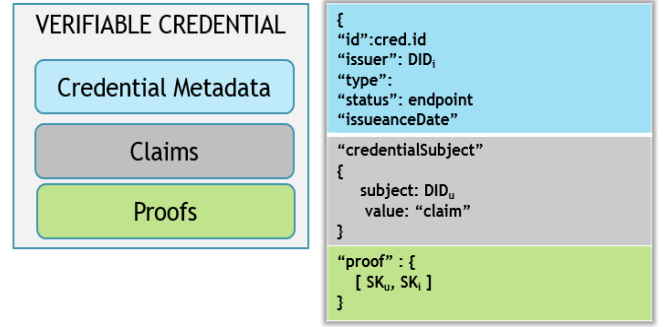 VERIFIABLE CREDENTIAL
Credential Metadata
Claims
Proofs
{
“id”:cred.id
“issuer”: DIDi
“type”:
“status”: endpoint
“issueanceDate”
“credentialSubject”
{
subject: DIDu
value: “claim”
}
“proof” : {
[ SKu, SKi ]
}